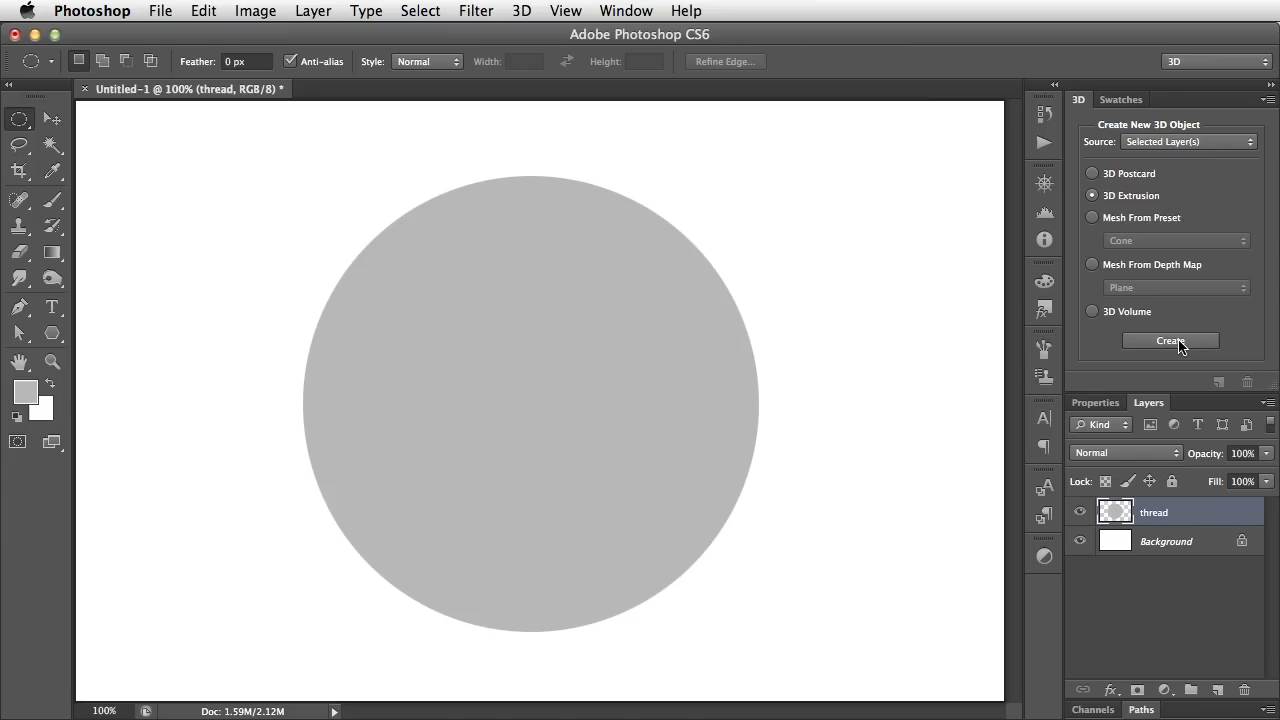 Photoshop File Edit Image Layer Type Select Filter 3D View Window Help
Adobe Photoshop CS6
Feather: 0 px Anti-alias Style: Normal Width: Height: Refine Edge... 3D
Untitled-1 @ 100% (thread, RGB/8) *
3D Swatches
Create New 3D Object
Source: Selected Layer(s)
3D Postcard
3D Extrusion
Mesh From Preset
Cone
Mesh From Depth Map
Plane
3D Volume
Create
Properties Layers
Kind
Normal Opacity: 100%
Lock: Fill: 100%
thread
Background
100% Doc: 1.59M/2.12M
Channels Paths